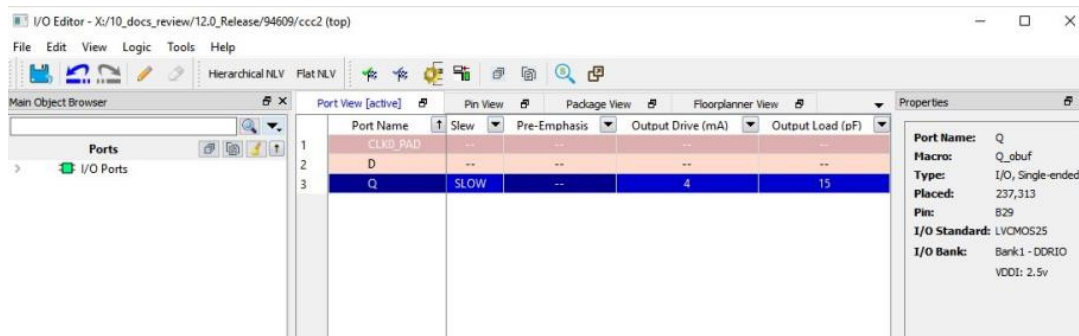 I/O Editor - X:/10_docs_review/12.0_Release/94609/ccc2 (top)
File Edit View Logic Tools Help
Hierarchical NLV Flat NLV
Main Object Browser
Ports
I/O Ports
Port View [active] Pin View Package View Floorplanner View
Port Name Slew Pre-Emphasis Output Drive (mA) Output Load (pF)
1 CLK0_PAD -- -- -- --
2 D -- -- -- --
3 Q SLOW -- 4 15
Properties
Port Name: Q
Macro: Q_obuf
Type: I/O, Single-ended
Placed: 237,313
Pin: B29
I/O Standard: LVCMOS25
I/O Bank: Bank1 - DDRIO
VDDI: 2.5v